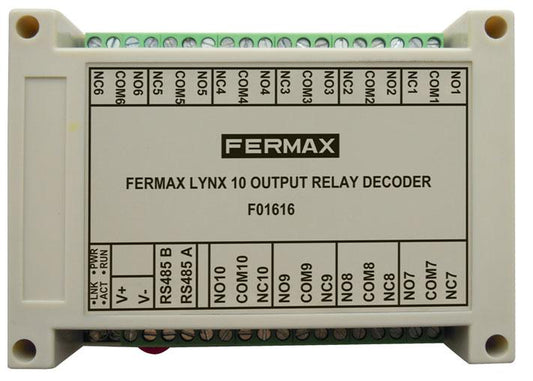 NC6 COM6 NO6 NC5 COM5 NO5 NC4 COM4 NO4 NC3 COM3 NO3 NC2 COM2 NO2 NC1 COM1 NO1
FERMAX
FERMAX LYNX 10 OUTPUT RELAY DECODER
F01616
•LNK •PWR
•ACT •RUN
V+ V- RS485 B RS485 A NO10 COM10 NC10 NO9 COM9 NC9 NO8 COM8 NC8 NO7 COM7 NC7